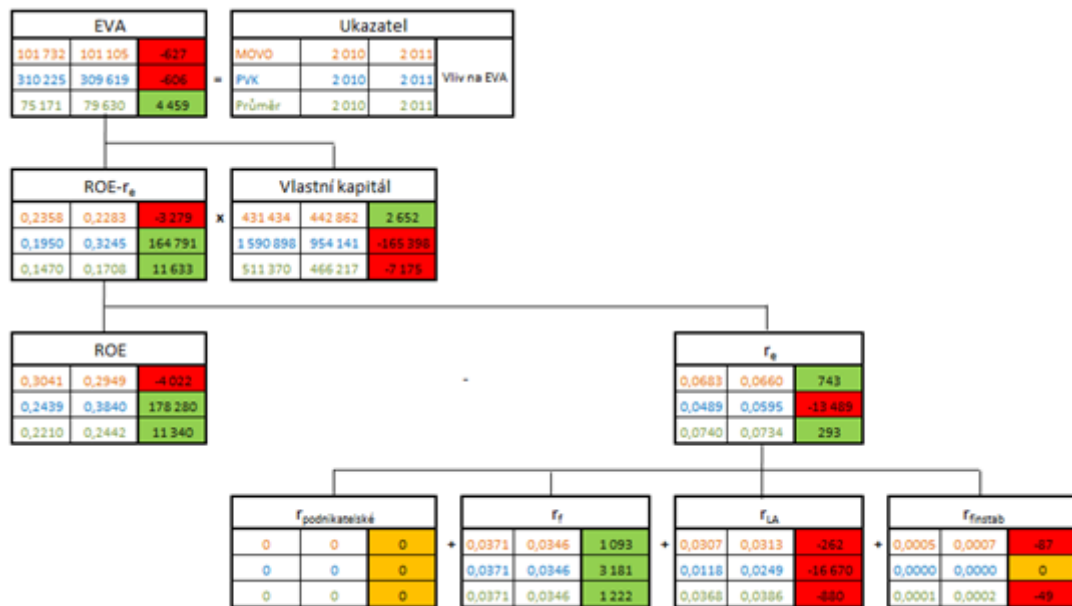 EVA Ukazatel
101 732 101 105 -627 MOVO 2 010 2 011
310 225 309 619 -606 = PVK 2 010 2 011 Vliv na EVA
75 171 79 630 4 459 Průměr 2 010 2 011
ROE-re Vlastní kapitál
0,2358 0,2283 -3 279 x 431 434 442 862 2 652
0,1950 0,3245 164 791 1 590 898 954 141 -165 398
0,1470 0,1708 11 633 511 370 466 217 -7 175
ROE re
0,3041 0,2949 -4 022 - 0,0683 0,0660 743
0,2439 0,3840 178 280 0,0489 0,0595 -13 489
0,2210 0,2442 11 340 0,0740 0,0734 293
rpodnikatelské rf rLA rfinstab
0 0 0 + 0,0371 0,0346 1 093 + 0,0307 0,0313 -262 + 0,0005 0,0007 -87
0 0 0 0,0371 0,0346 3 181 0,0118 0,0249 -16 670 0,0000 0,0000 0
0 0 0 0,0371 0,0346 1 222 0,0368 0,0386 -880 0,0001 0,0002 -49